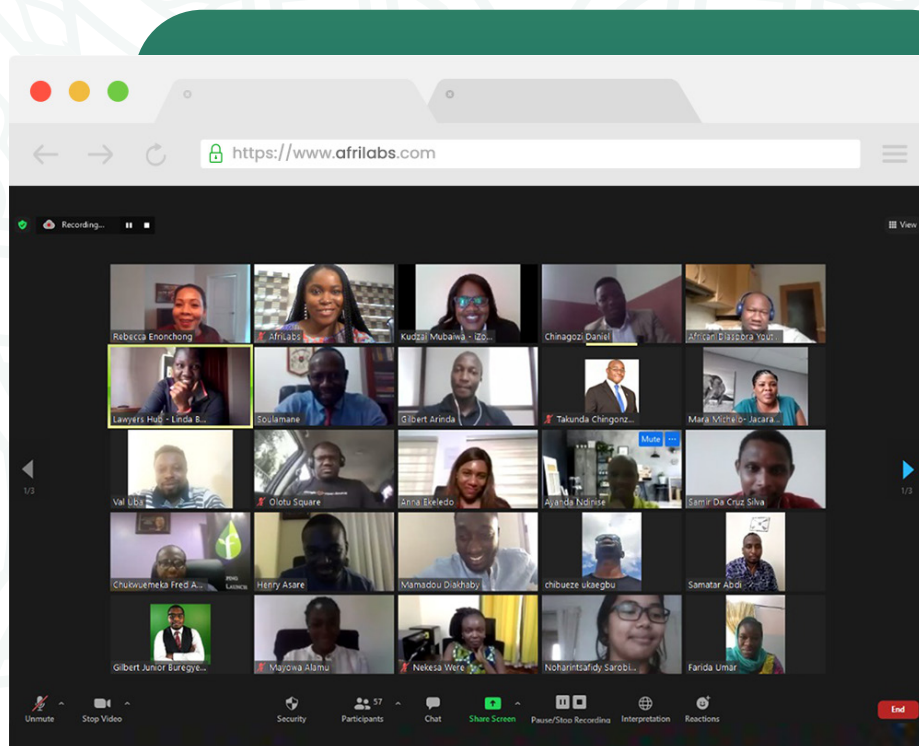 https://www.afrilabs.com
Recording...
View
Rebecca Enonchong
AfriLabs
Kudzai Mubaiwa - iZo...
Chinagozi Daniel
African Diaspora Yout...
Lawyers Hub - Linda B...
Soulamane
Gilbert Arinda
Takunda Chingonz...
Mara Michelo- Jacara...
1/3
1/3
Mute
...
Val Uba
Olotu Square
Anna Ekeledo
Ayanda Ndinise
Samir Da Cruz Silva
Chukwuemeka Fred A...
LAUNCH
Henry Asare
Mamadou Diakhaby
chibueze ukaegbu
Samatar Abdi
Gilbert Junior Buregye...
Mayowa Alamu
Nekesa Were
Noharintsafidy Sarobi...
Farida Umar
57
Unmute
Stop Video
Security
Participants
Chat
Share Screen
Pause/Stop Recording
Interpretation
Reactions
End